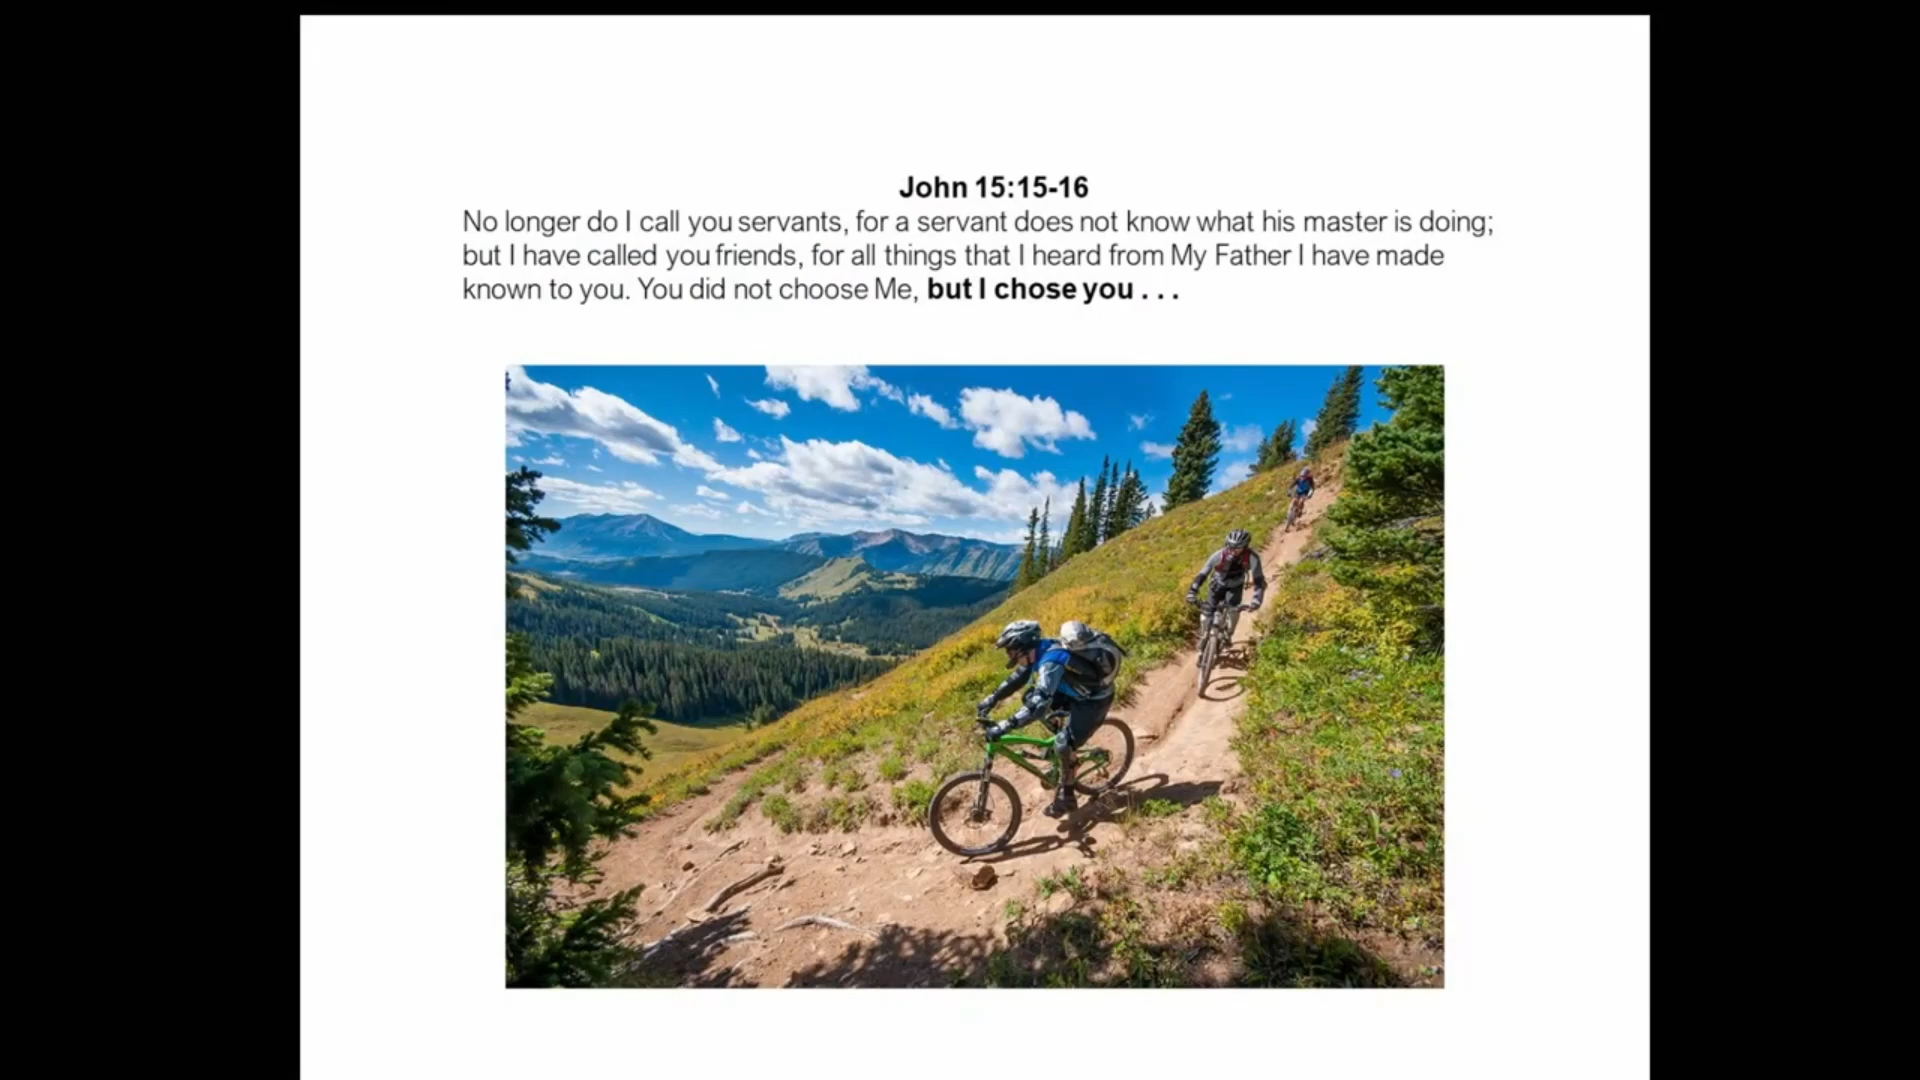 John 15:15-16
No longer do I call you servants, for a servant does not know what his master is doing;
but I have called you friends, for all things that I heard from My Father I have made
known to you. You did not choose Me, but I chose you . . .